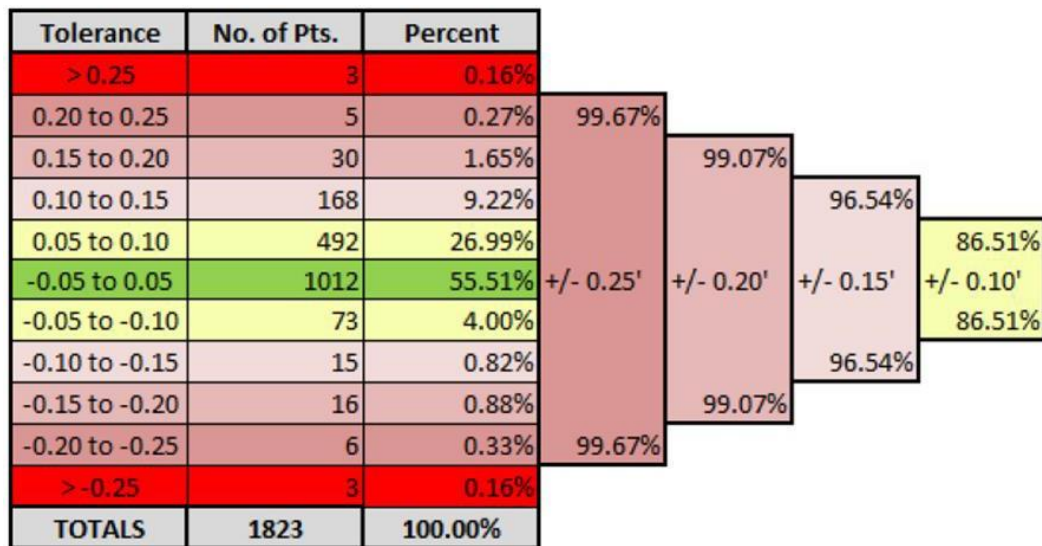 Tolerance No. of Pts. Percent
> 0.25 3 0.16%
0.20 to 0.25 5 0.27% 99.67%
0.15 to 0.20 30 1.65% 99.07%
0.10 to 0.15 168 9.22% 96.54%
0.05 to 0.10 492 26.99% 86.51%
-0.05 to 0.05 1012 55.51% +/- 0.25' +/- 0.20' +/- 0.15' +/- 0.10'
-0.05 to -0.10 73 4.00% 86.51%
-0.10 to -0.15 15 0.82% 96.54%
-0.15 to -0.20 16 0.88% 99.07%
-0.20 to -0.25 6 0.33% 99.67%
> -0.25 3 0.16%
TOTALS 1823 100.00%